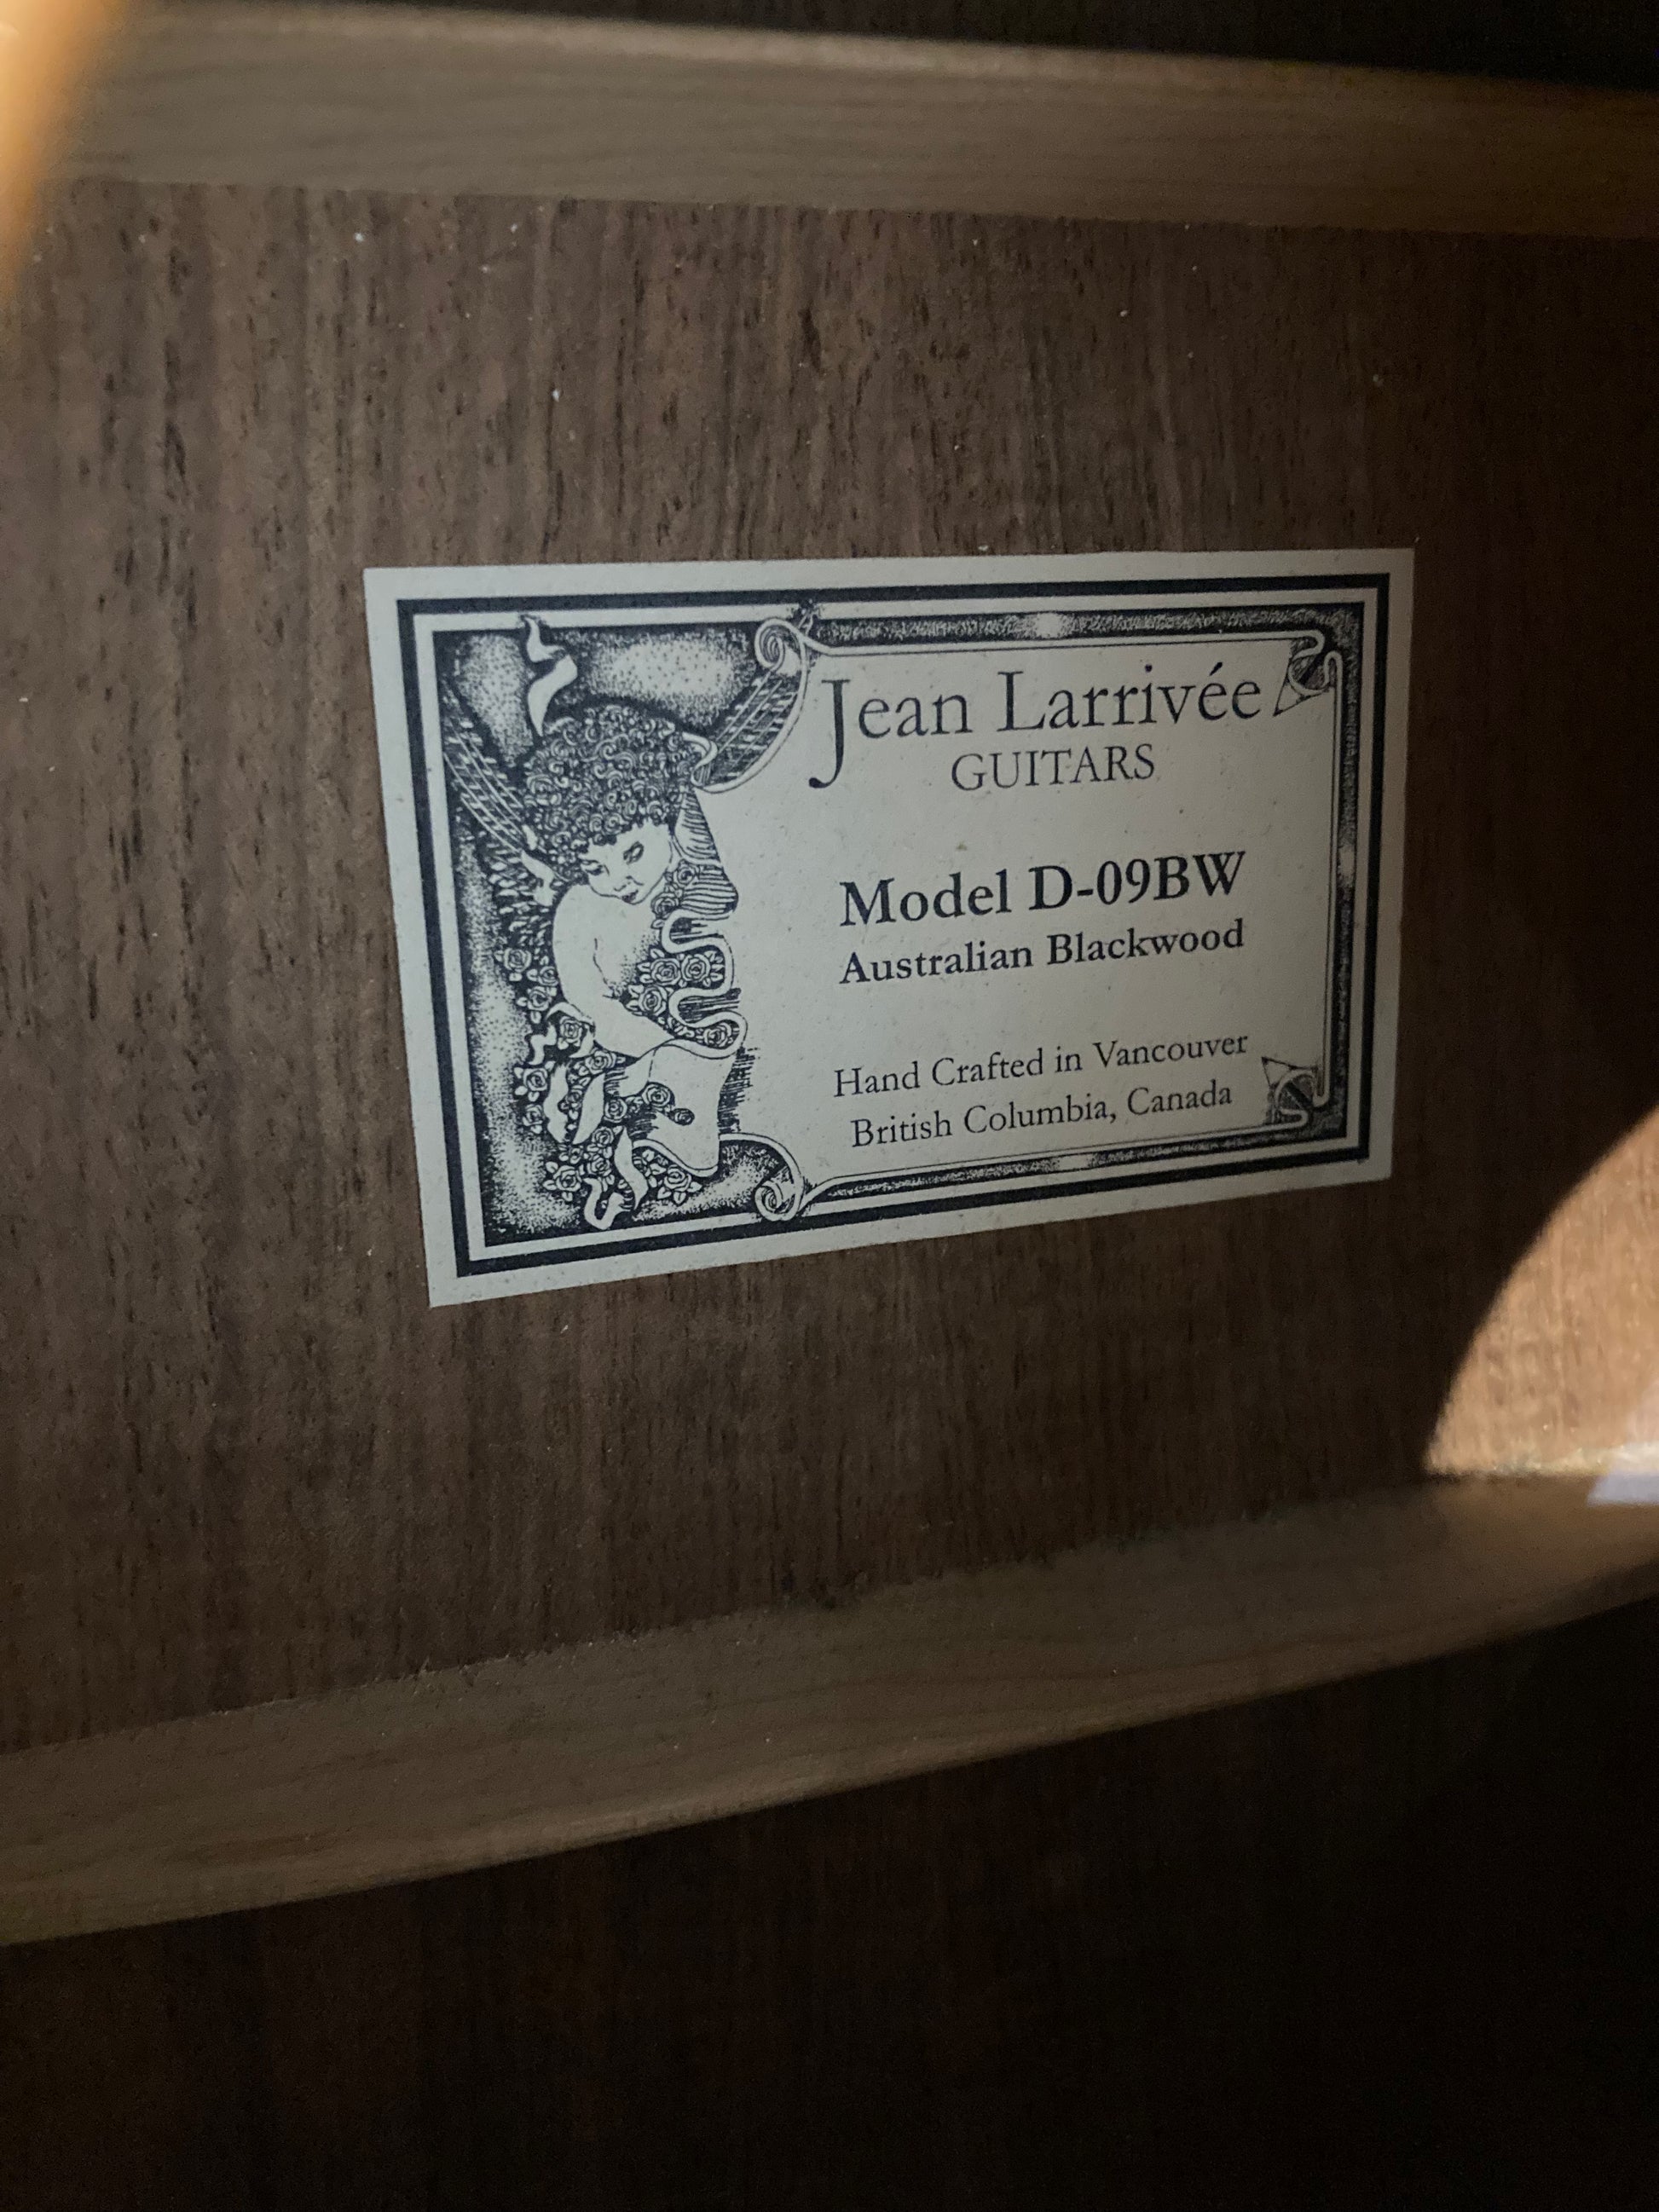 Jean Larrivée
GUITARS
Model D-09BW
Australian Blackwood
Hand Crafted in Vancouver
British Columbia, Canada